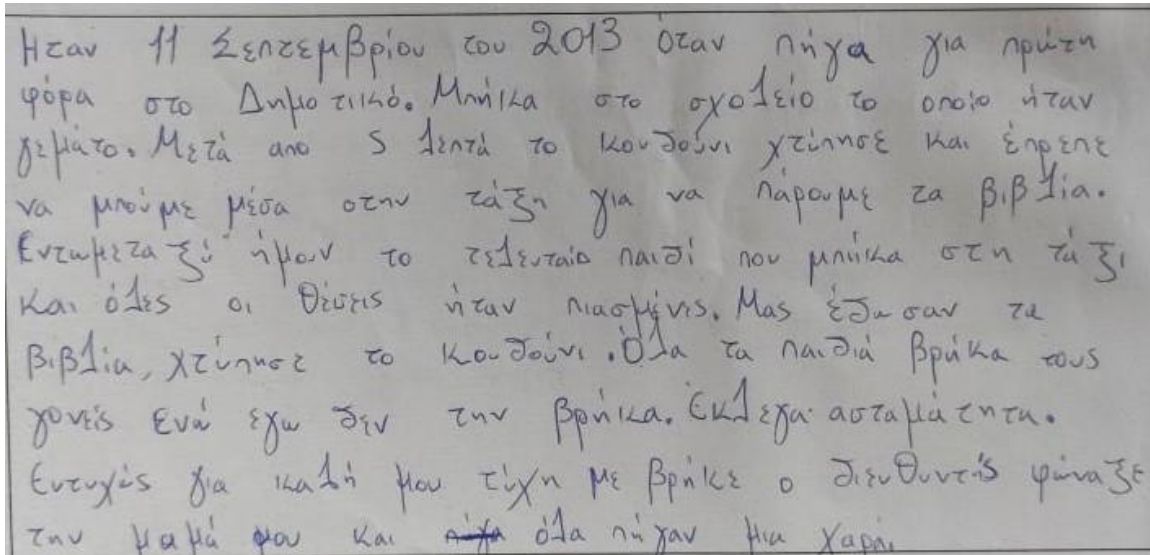 Ηταν 11 Σεπτεμβρίου του 2013 όταν πήγα για πρώτη
φόρα στο Δημοτικό. Μπήκα στο σχολείο το οποίο ήταν
γεμάτο. Μετά απο 5 λεπτά το κουδούνι χτύπησε και έπρεπε
να μπούμε μέσα στην τάξη για να πάρουμε τα βιβλία.
Εντωμεταξύ ήμουν το τελευταίο παιδί που μπήκα στη τάξι
και όλες οι θέσεις ήταν πιασμένις. Μας έδωσαν τα
βιβλία, χτύπησε το κουδούνι. Όλα τα παιδιά βρήκα τους
γονείς ενώ εγω δεν την βρήκα. Εκλεγα ασταμάτητα.
Ευτυχώς για καλή μου τύχη με βρήκε ο διευθυντής φώναξε
την μαμά μου και όλα πήγαν μια χαρά.